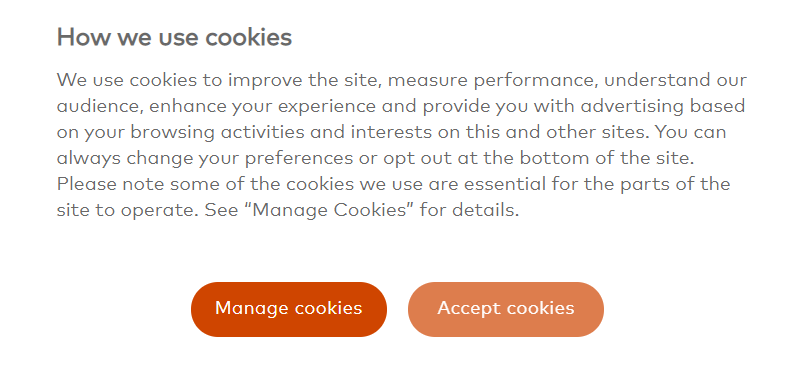 How we use cookies
We use cookies to improve the site, measure performance, understand our
audience, enhance your experience and provide you with advertising based
on your browsing activities and interests on this and other sites. You can
always change your preferences or opt out at the bottom of the site.
Please note some of the cookies we use are essential for the parts of the
site to operate. See “Manage Cookies” for details.
Manage cookies
Accept cookies